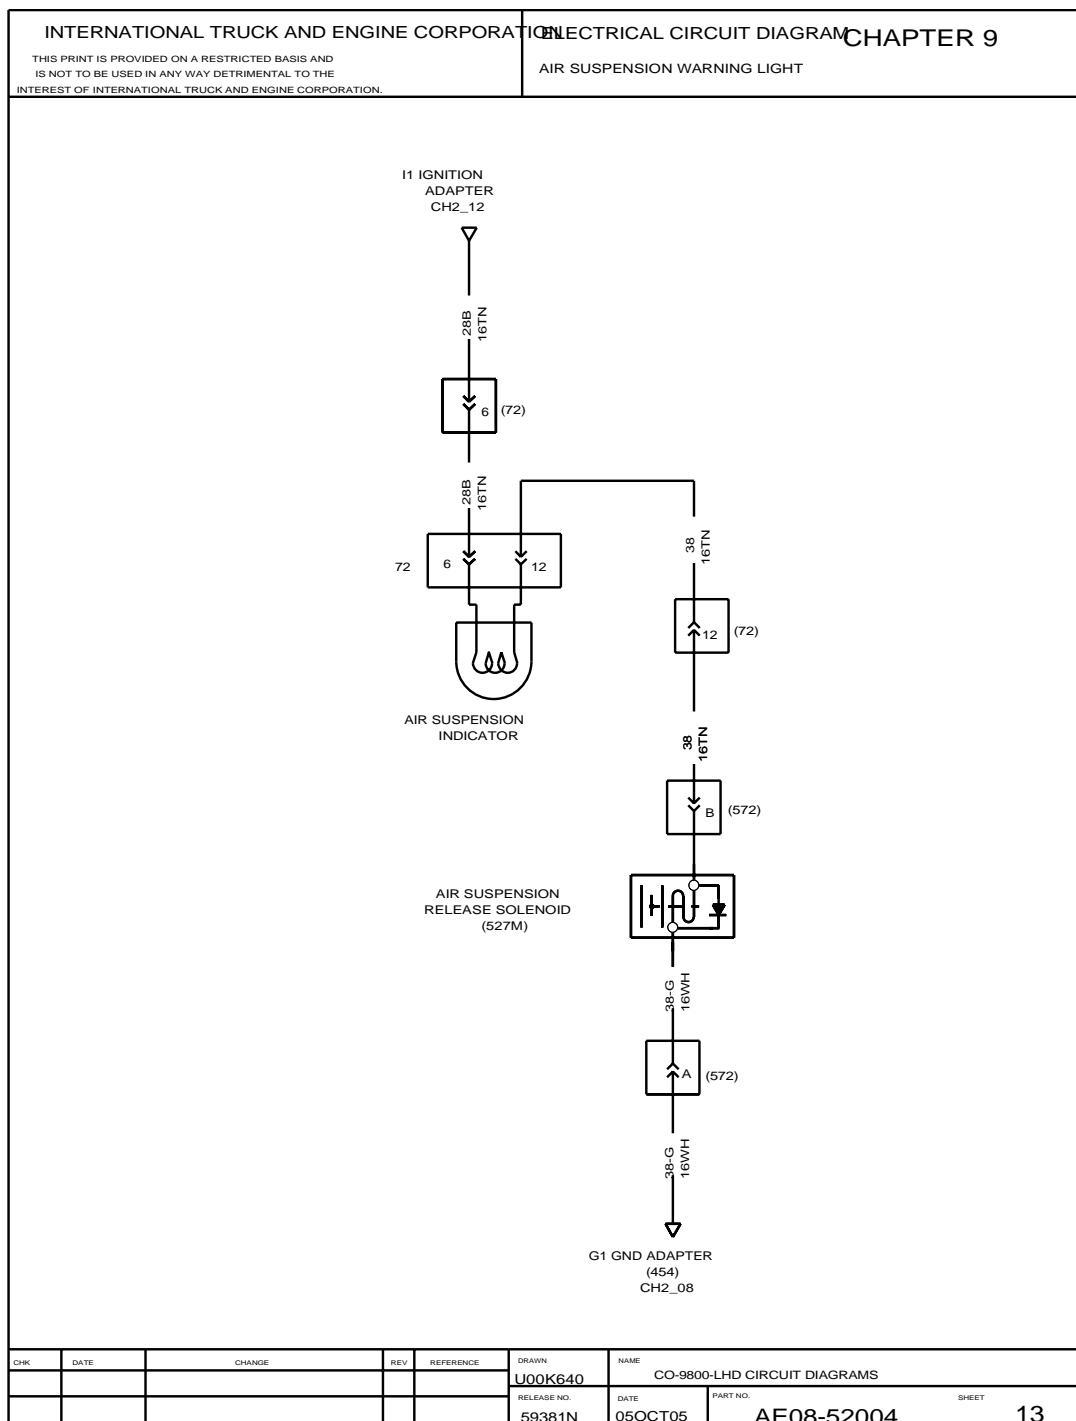 INTERNATIONAL TRUCK AND ENGINE CORPORATION
THIS PRINT IS PROVIDED ON A RESTRICTED BASIS AND
IS NOT TO BE USED IN ANY WAY DETRIMENTAL TO THE
INTEREST OF INTERNATIONAL TRUCK AND ENGINE CORPORATION.
ELECTRICAL CIRCUIT DIAGRAM
CHAPTER 9
AIR SUSPENSION WARNING LIGHT
I1 IGNITION
ADAPTER
CH2_12
28B
16TN
6 (72)
28B
16TN
72 6 12
AIR SUSPENSION
INDICATOR
38
16TN
12 (72)
38
16TN
B (572)
AIR SUSPENSION
RELEASE SOLENOID
(527M)
38-G
16WH
A (572)
38-G
16WH
G1 GND ADAPTER
(454)
CH2_08
CHK DATE CHANGE REV REFERENCE
DRAWN
U00K640
NAME
CO-9800-LHD CIRCUIT DIAGRAMS
RELEASE NO.
59381N
DATE
05OCT05
PART NO.
AE08-52004
SHEET
13